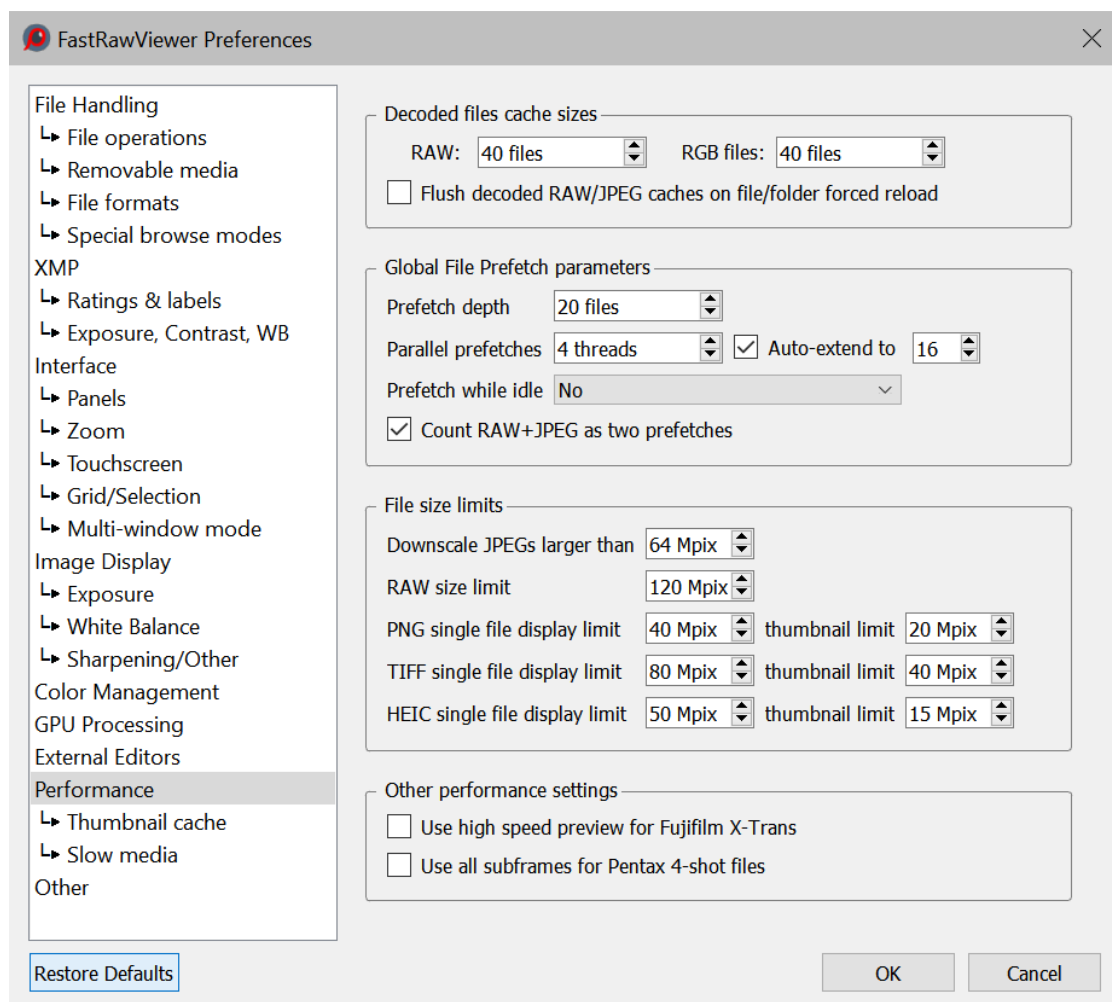 FastRawViewer Preferences
File Handling
File operations
Removable media
File formats
Special browse modes
XMP
Ratings & labels
Exposure, Contrast, WB
Interface
Panels
Zoom
Touchscreen
Grid/Selection
Multi-window mode
Image Display
Exposure
White Balance
Sharpening/Other
Color Management
GPU Processing
External Editors
Performance
Thumbnail cache
Slow media
Other
Decoded files cache sizes
RAW: 40 files RGB files: 40 files
Flush decoded RAW/JPEG caches on file/folder forced reload
Global File Prefetch parameters
Prefetch depth 20 files
Parallel prefetches 4 threads Auto-extend to 16
Prefetch while idle No
Count RAW+JPEG as two prefetches
File size limits
Downscale JPEGs larger than 64 Mpix
RAW size limit 120 Mpix
PNG single file display limit 40 Mpix thumbnail limit 20 Mpix
TIFF single file display limit 80 Mpix thumbnail limit 40 Mpix
HEIC single file display limit 50 Mpix thumbnail limit 15 Mpix
Other performance settings
Use high speed preview for Fujifilm X-Trans
Use all subframes for Pentax 4-shot files
Restore Defaults OK Cancel